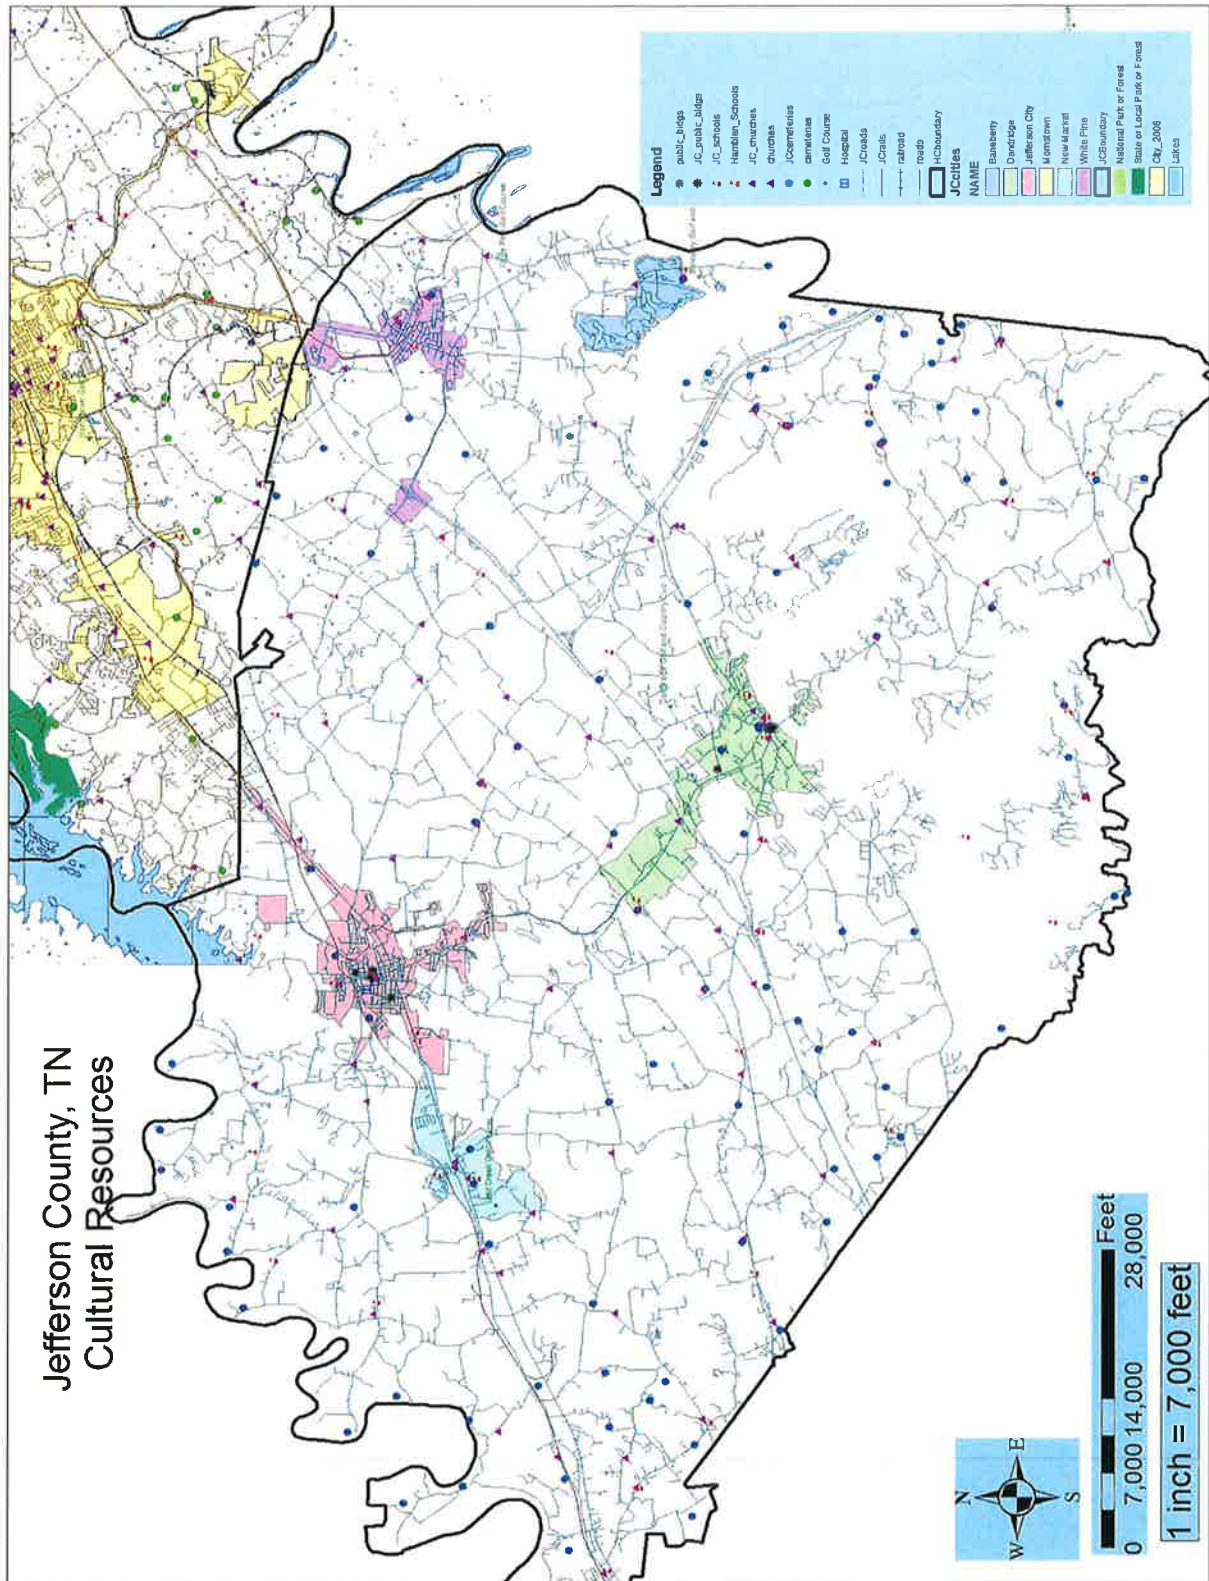 Jefferson County, TN
Cultural Resources
Legend
public_bldgs
JC_public_bldgs
JC_schools
Hamblen_Schools
JC_churches
churches
JCcemeteries
cemeteries
Golf Course
Hospital
JCroads
JCrails
railroad
roads
HCboundary
JCcities
NAME
Baneberry
Dandridge
Jefferson City
Morristown
New Market
White Pine
JCBoundary
National Park or Forest
State or Local Park or Forest
City_2006
Lakes
N
W
E
S
0 7,000 14,000 28,000
Feet
1 inch = 7,000 feet